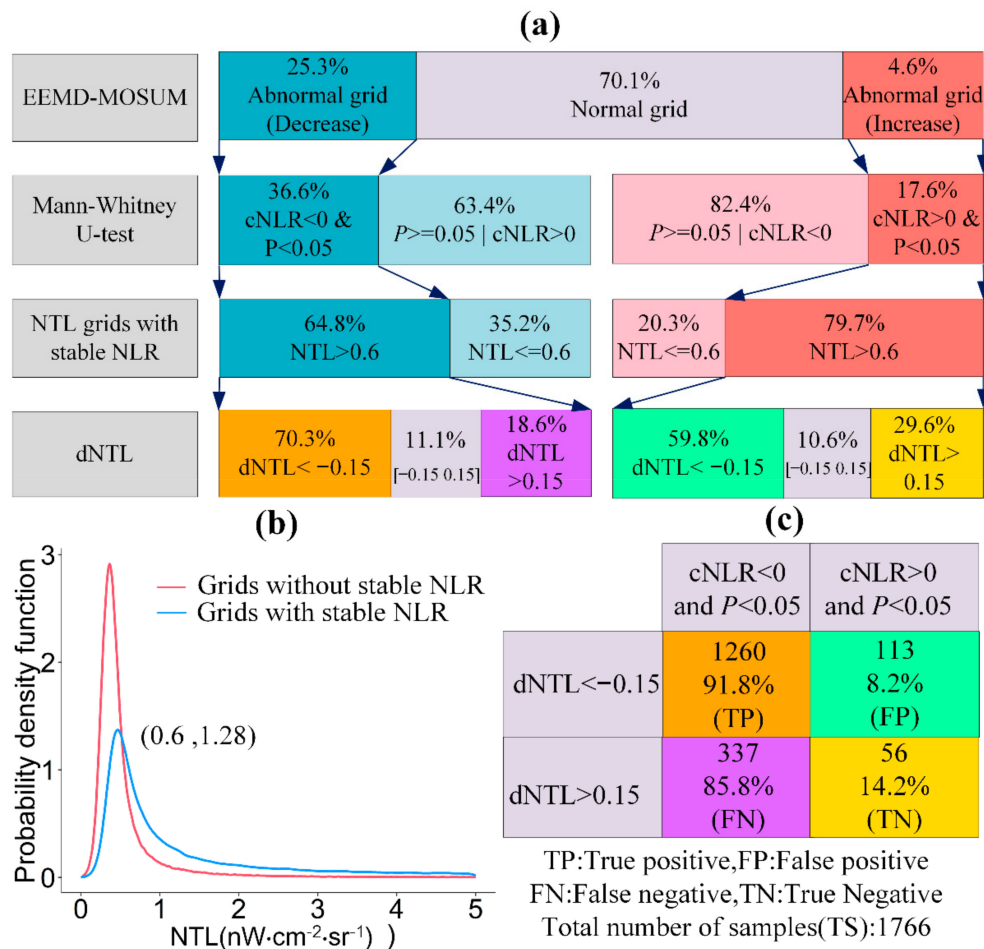 (a)
EEMD-MOSUM
25.3%
Abnormal grid
(Decrease)
70.1%
Normal grid
4.6%
Abnormal grid
(Increase)
Mann-Whitney
U-test
36.6%
cNLR<0 &
P<0.05
63.4%
P>=0.05 | cNLR>0
82.4%
P>=0.05 | cNLR<0
17.6%
cNLR>0 &
P<0.05
NTL grids with
stable NLR
64.8%
NTL>0.6
35.2%
NTL<=0.6
20.3%
NTL<=0.6
79.7%
NTL>0.6
dNTL
70.3%
dNTL< −0.15
11.1%
[−0.15 0.15]
18.6%
dNTL
>0.15
59.8%
dNTL< −0.15
10.6%
[−0.15 0.15]
29.6%
dNTL>
0.15
(b)
Probability density function
3
2
1
0
Grids without stable NLR
Grids with stable NLR
(0.6 ,1.28)
0 1 2 3 4 5
NTL(nW·cm⁻²·sr⁻¹)
(c)
cNLR<0
and P<0.05
cNLR>0
and P<0.05
dNTL<−0.15
1260
91.8%
(TP)
113
8.2%
(FP)
dNTL>0.15
337
85.8%
(FN)
56
14.2%
(TN)
TP:True positive,FP:False positive
FN:False negative,TN:True Negative
Total number of samples(TS):1766